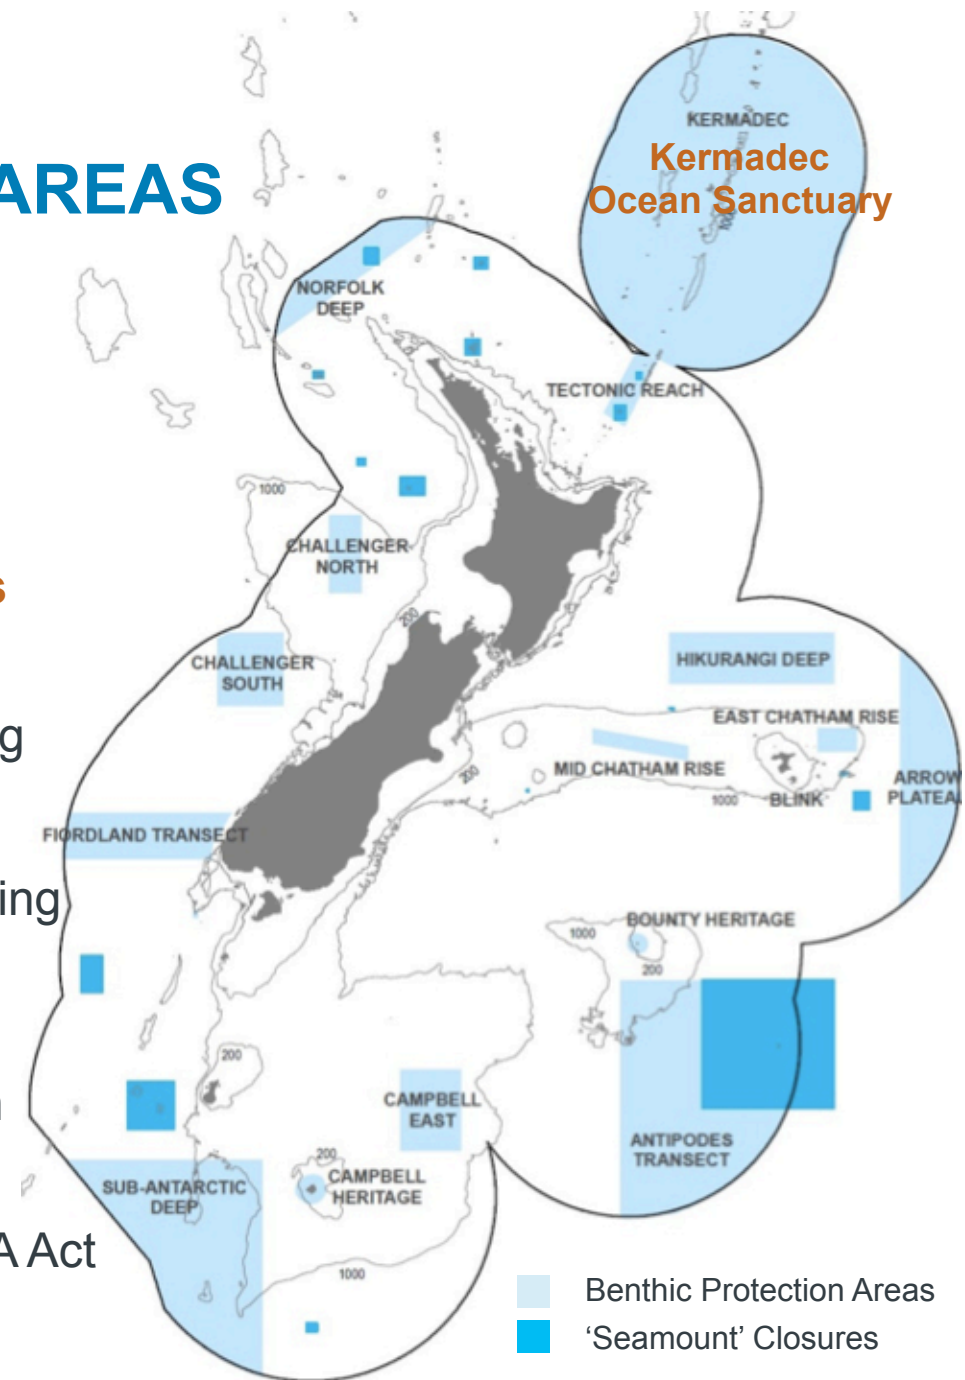 AREAS
KERMADEC
Kermadec
Ocean Sanctuary
NORFOLK
DEEP
TECTONIC REACH
1000
CHALLENGER
NORTH
s
200
CHALLENGER
SOUTH
HIKURANGI DEEP
g
EAST CHATHAM RISE
MID CHATHAM RISE
200
1000
BLINK
ARROW
PLATEA
FIORDLAND TRANSECT
ing
BOUNTY HERITAGE
1000
200
200
CAMPBELL
EAST
ANTIPODES
TRANSECT
200
SUB-ANTARCTIC
DEEP
CAMPBELL
HERITAGE
A Act
1000
Benthic Protection Areas
'Seamount' Closures